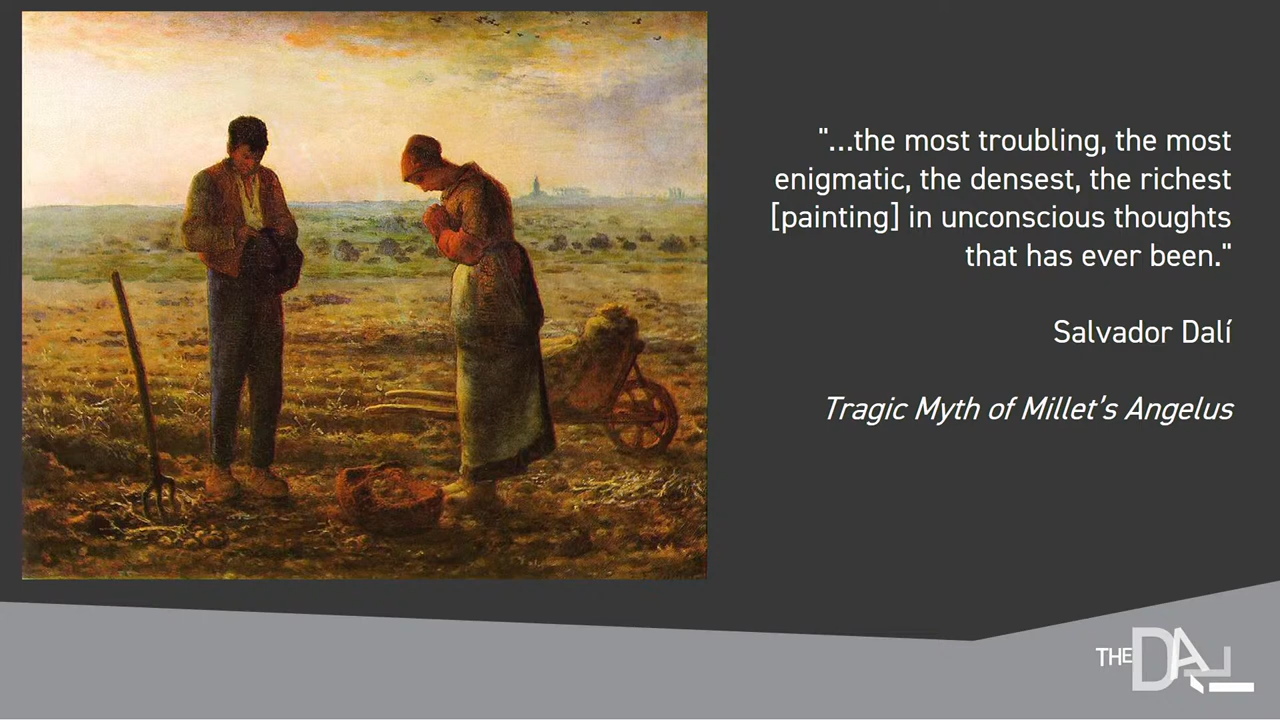 "...the most troubling, the most
enigmatic, the densest, the richest
[painting] in unconscious thoughts
that has ever been."
Salvador Dalí
Tragic Myth of Millet's Angelus
THE DALÍ